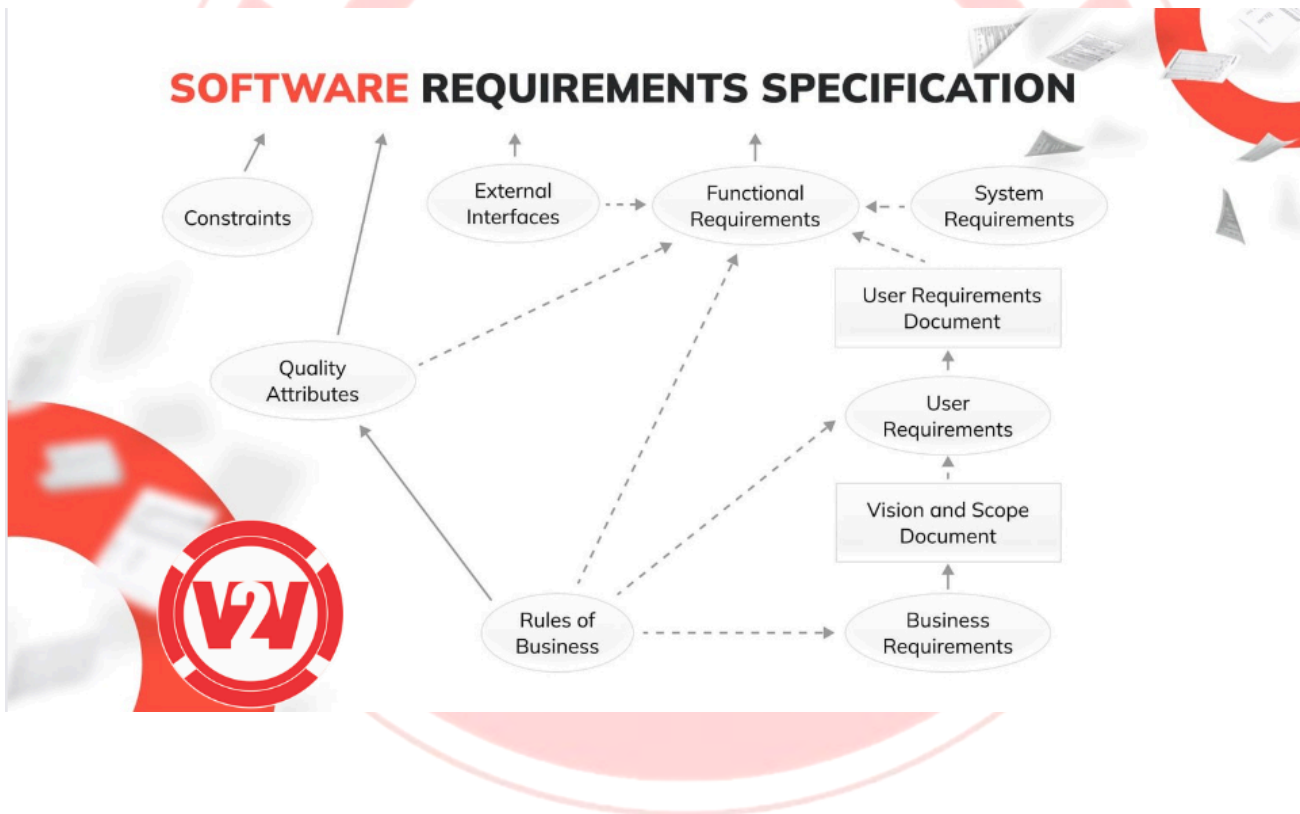 SOFTWARE REQUIREMENTS SPECIFICATION
Constraints
External
Interfaces
Functional
Requirements
System
Requirements
User Requirements
Document
Quality
Attributes
User
Requirements
Vision and Scope
Document
Rules of
Business
Business
Requirements
V2V